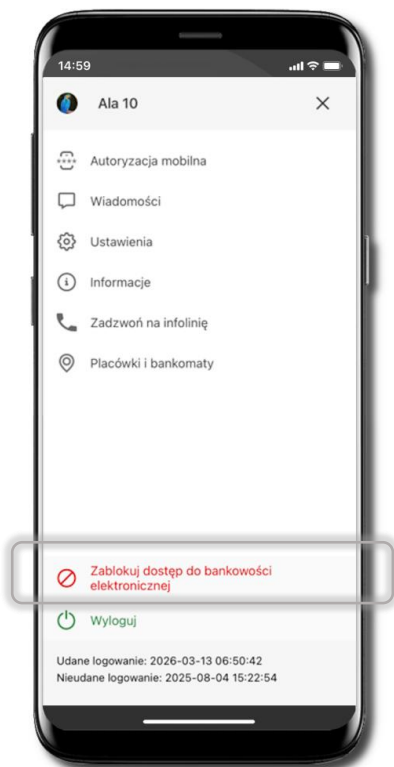 14:59
Ala 10
Autoryzacja mobilna
Wiadomości
Ustawienia
Informacje
Zadzwoń na infolinię
Placówki i bankomaty
Zablokuj dostęp do bankowości
elektronicznej
Wyloguj
Udane logowanie: 2026-03-13 06:50:42
Nieudane logowanie: 2025-08-04 15:22:54